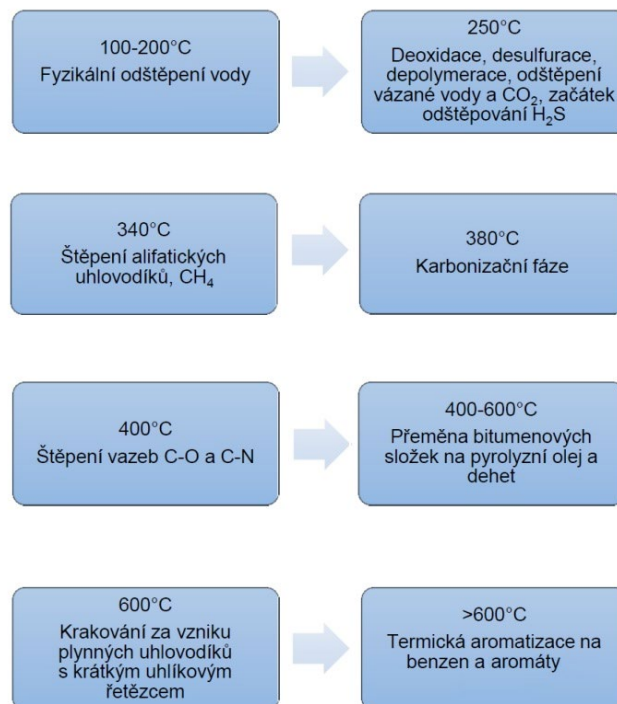 100-200°C
Fyzikální odštěpení vody
250°C
Deoxidace, desulfurace,
depolymerace, odštěpení
vázané vody a CO₂, začátek
odštěpování H₂S
340°C
Štěpení alifatických
uhlovodíků, CH₄
380°C
Karbonizační fáze
400°C
Štěpení vazeb C-O a C-N
400-600°C
Přeměna bitumenových
složek na pyrolyzní olej a
dehet
600°C
Krakování za vzniku
plynných uhlovodíků
s krátkým uhlíkovým
řetězcem
>600°C
Termická aromatizace na
benzen a aromáty